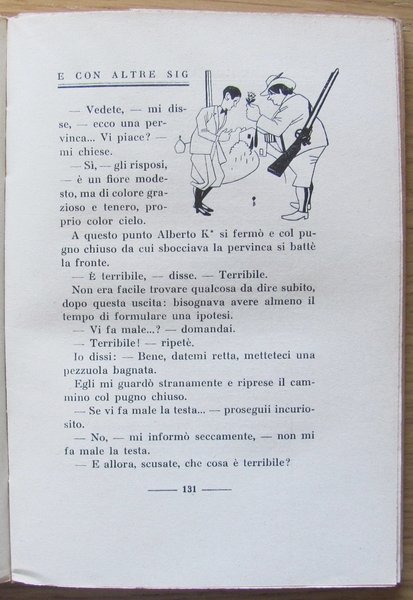 E CON ALTRE SIG
— Vedete, — mi dis-
se, — ecco una per-
vinca... Vi piace? —
mi chiese.
— Sì, — gli risposi,
— è un fiore mode-
sto, ma di colore gra-
zioso e tenero, pro-
prio color cielo.
A questo punto Alberto K* si fermò e col pu-
gno chiuso da cui sbocciava la pervinca si battè
la fronte.
— È terribile, — disse. — Terribile.
Non era facile trovare qualcosa da dire subito,
dopo questa uscita: bisognava avere almeno il
tempo di formulare una ipotesi.
— Vi fa male...? — domandai.
— Terribile! — ripetè.
Io dissi: — Bene, datemi retta, metteteci una
pezzuola bagnata.
Egli mi guardò stranamente e riprese il cam-
mino col pugno chiuso.
— Se vi fa male la testa... — proseguii incurio-
sito.
— No, — mi informò seccamente, — non mi
fa male la testa.
— E allora, scusate, che cosa è terribile?
— 131 —